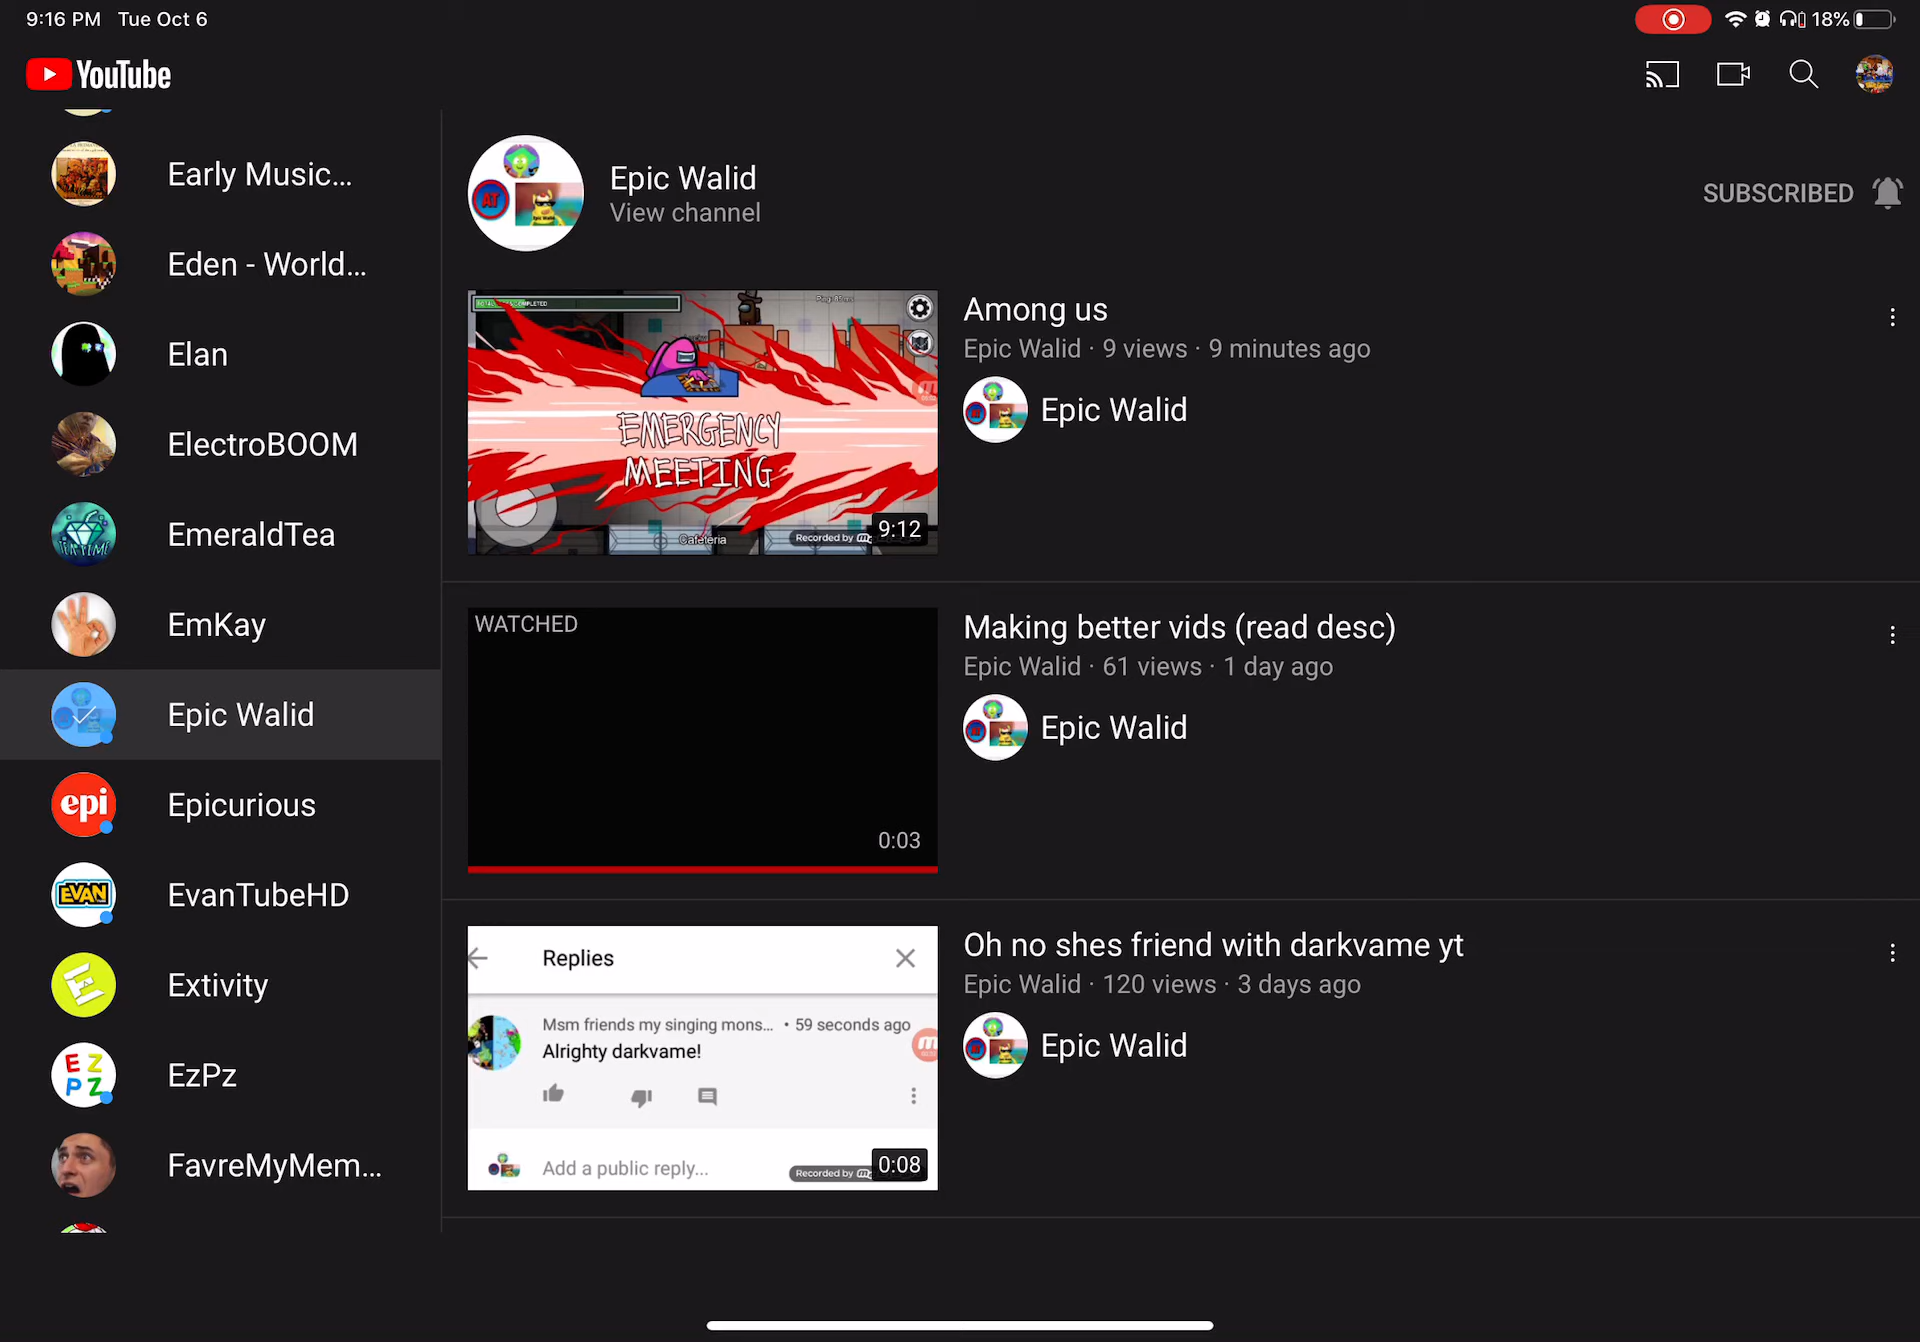 9:16 PM Tue Oct 6
18%
YouTube
Early Music...
Eden - World...
Elan
ElectroBOOM
EmeraldTea
TEATIME
EmKay
Epic Walid
epi
Epicurious
EVAN
EvanTubeHD
Extivity
EZ
PZ
EzPz
FavreMyMem...
AT
Epic Walid
View channel
SUBSCRIBED
EMERGENCY
MEETING
Cafeteria
Recorded by
9:12
Among us
Epic Walid · 9 views · 9 minutes ago
Epic Walid
WATCHED
0:03
Making better vids (read desc)
Epic Walid · 61 views · 1 day ago
Epic Walid
Replies
Msm friends my singing mons... • 59 seconds ago
Alrighty darkvame!
Add a public reply...
Recorded by
0:08
Oh no shes friend with darkvame yt
Epic Walid · 120 views · 3 days ago
Epic Walid